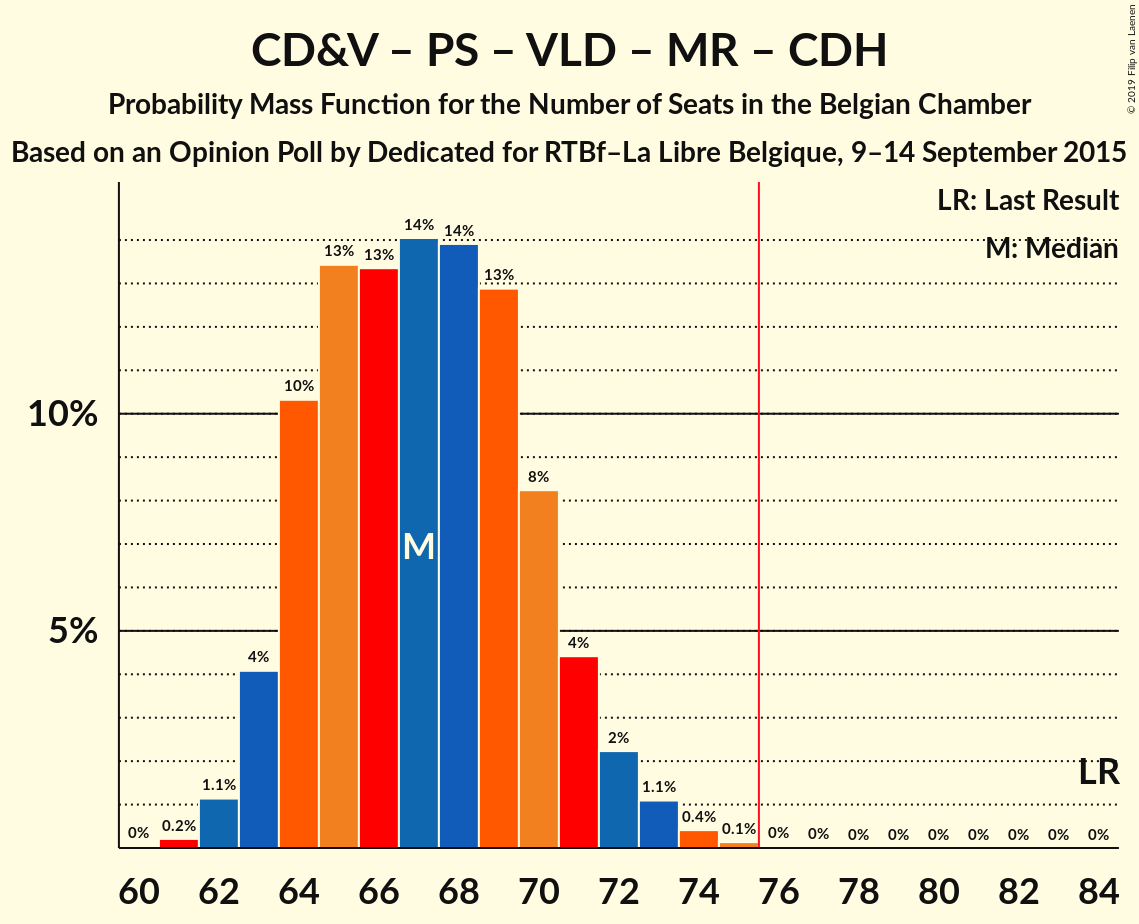 CD&V – PS – VLD – MR – CDH
Probability Mass Function for the Number of Seats in the Belgian Chamber
Based on an Opinion Poll by Dedicated for RTBf–La Libre Belgique, 9–14 September 2015
© 2019 Filip van Laenen
LR: Last Result
M: Median
14% 14%
13% 13% 13%
10%
10%
8%
M
5%
4% 4%
2%
LR
1.1% 1.1%
0% 0.2% 0.4% 0.1% 0% 0% 0% 0% 0% 0% 0% 0% 0%
60 62 64 66 68 70 72 74 76 78 80 82 84